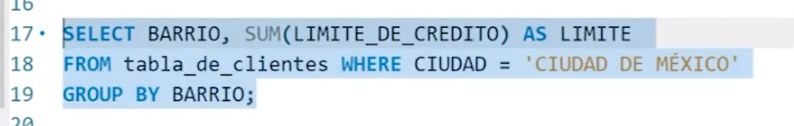 16
17 SELECT BARRIO, SUM(LIMITE_DE_CREDITO) AS LIMITE
18 FROM tabla_de_clientes WHERE CIUDAD = 'CIUDAD DE MÉXICO'
19 GROUP BY BARRIO;
20